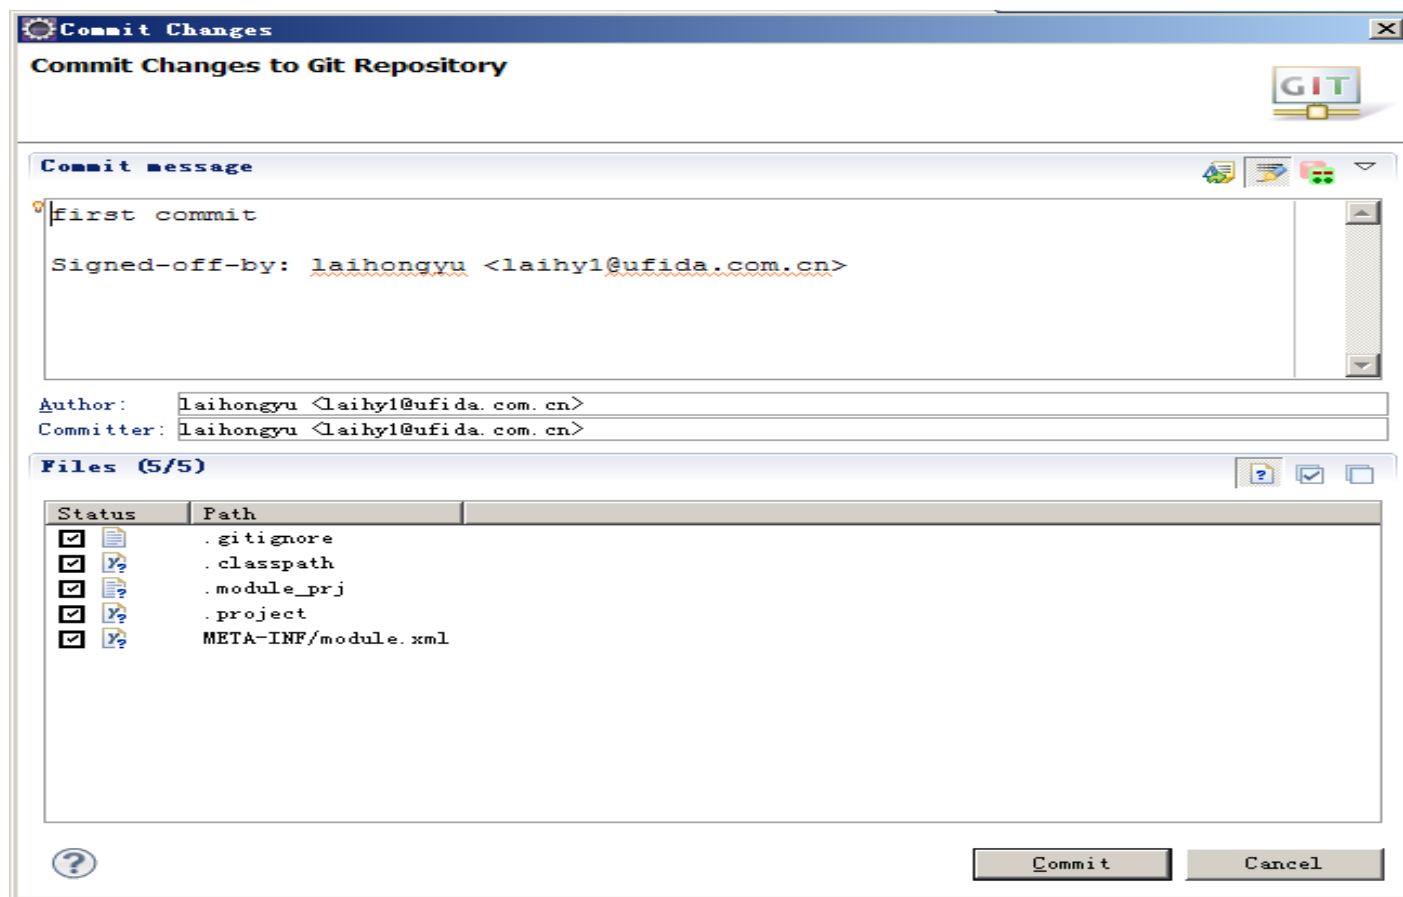 Commit Changes
Commit Changes to Git Repository
GIT
Commit message
first commit
Signed-off-by: laihongyu <laihy1@ufida.com.cn>
Author: laihongyu <laihy1@ufida.com.cn>
Committer: laihongyu <laihy1@ufida.com.cn>
Files (5/5)
Status Path
.gitignore
.classpath
.module_prj
.project
META-INF/module.xml
Commit Cancel